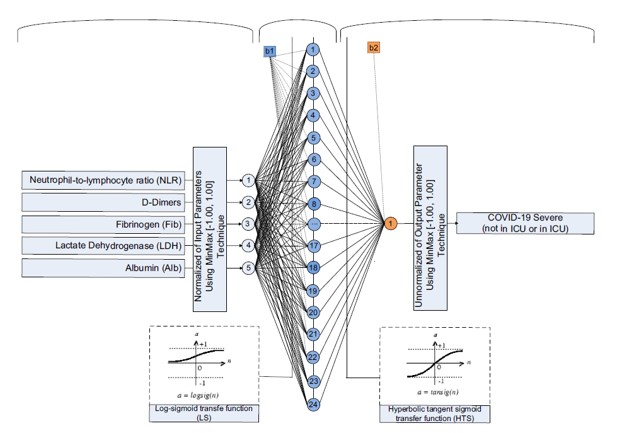 b1
b2
1
2
3
4
5
6
7
8
...
17
18
19
20
21
22
23
24
Neutrophil-to-lymphocyte ratio (NLR)
D-Dimers
Fibrinogen (Fib)
Lactate Dehydrogenase (LDH)
Albumin (Alb)
Normalized of Input Parameters
Using MinMax [-1.00, 1.00]
Technique
1
2
3
4
5
1
Unnormalized of Output Parameter
Using MinMax [-1.00, 1.00]
Technique
COVID-19 Severe
(not in ICU or in ICU)
a
+1
n
0
-1
a = logsig(n)
Log-sigmoid transfe function)
(LS)
a
+1
n
0
-1
a = tansig(n)
Hyperbolic tangent sigmoid
transfer function (HTS)